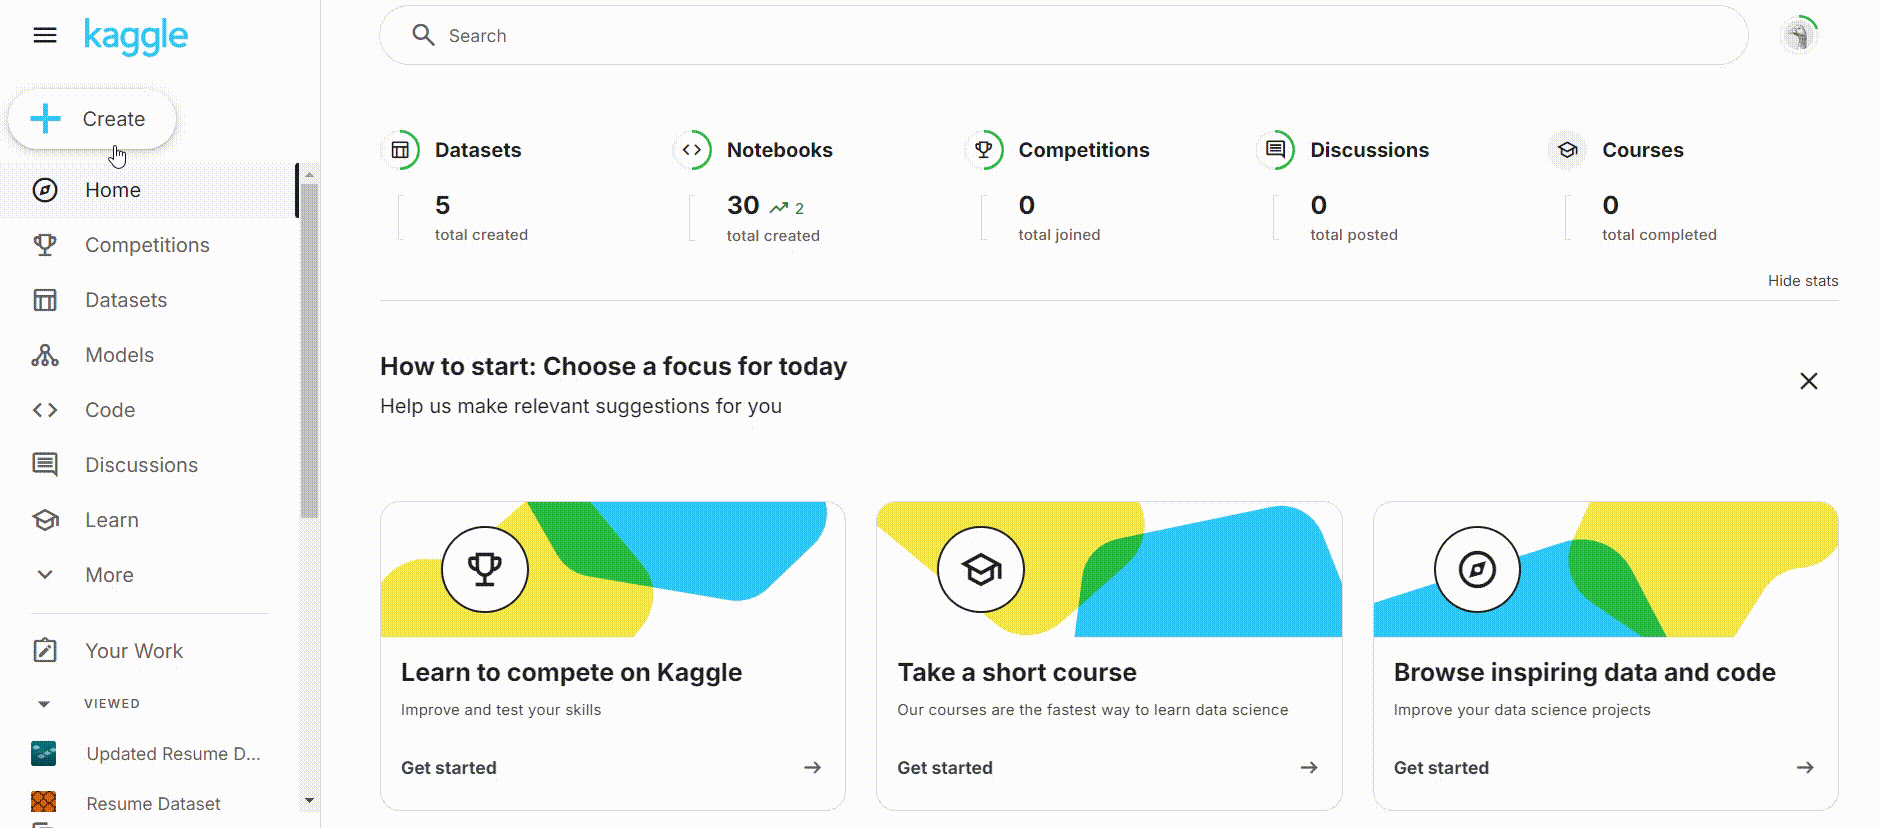 kaggle
Search
Create
Home
Competitions
Datasets
Models
Code
Discussions
Learn
More
Your Work
VIEWED
Updated Resume D...
Resume Dataset
Datasets
5
total created
Notebooks
30 2
total created
Competitions
0
total joined
Discussions
0
total posted
Courses
0
total completed
Hide stats
How to start: Choose a focus for today
Help us make relevant suggestions for you
Learn to compete on Kaggle
Improve and test your skills
Get started
Take a short course
Our courses are the fastest way to learn data science
Get started
Browse inspiring data and code
Improve your data science projects
Get started